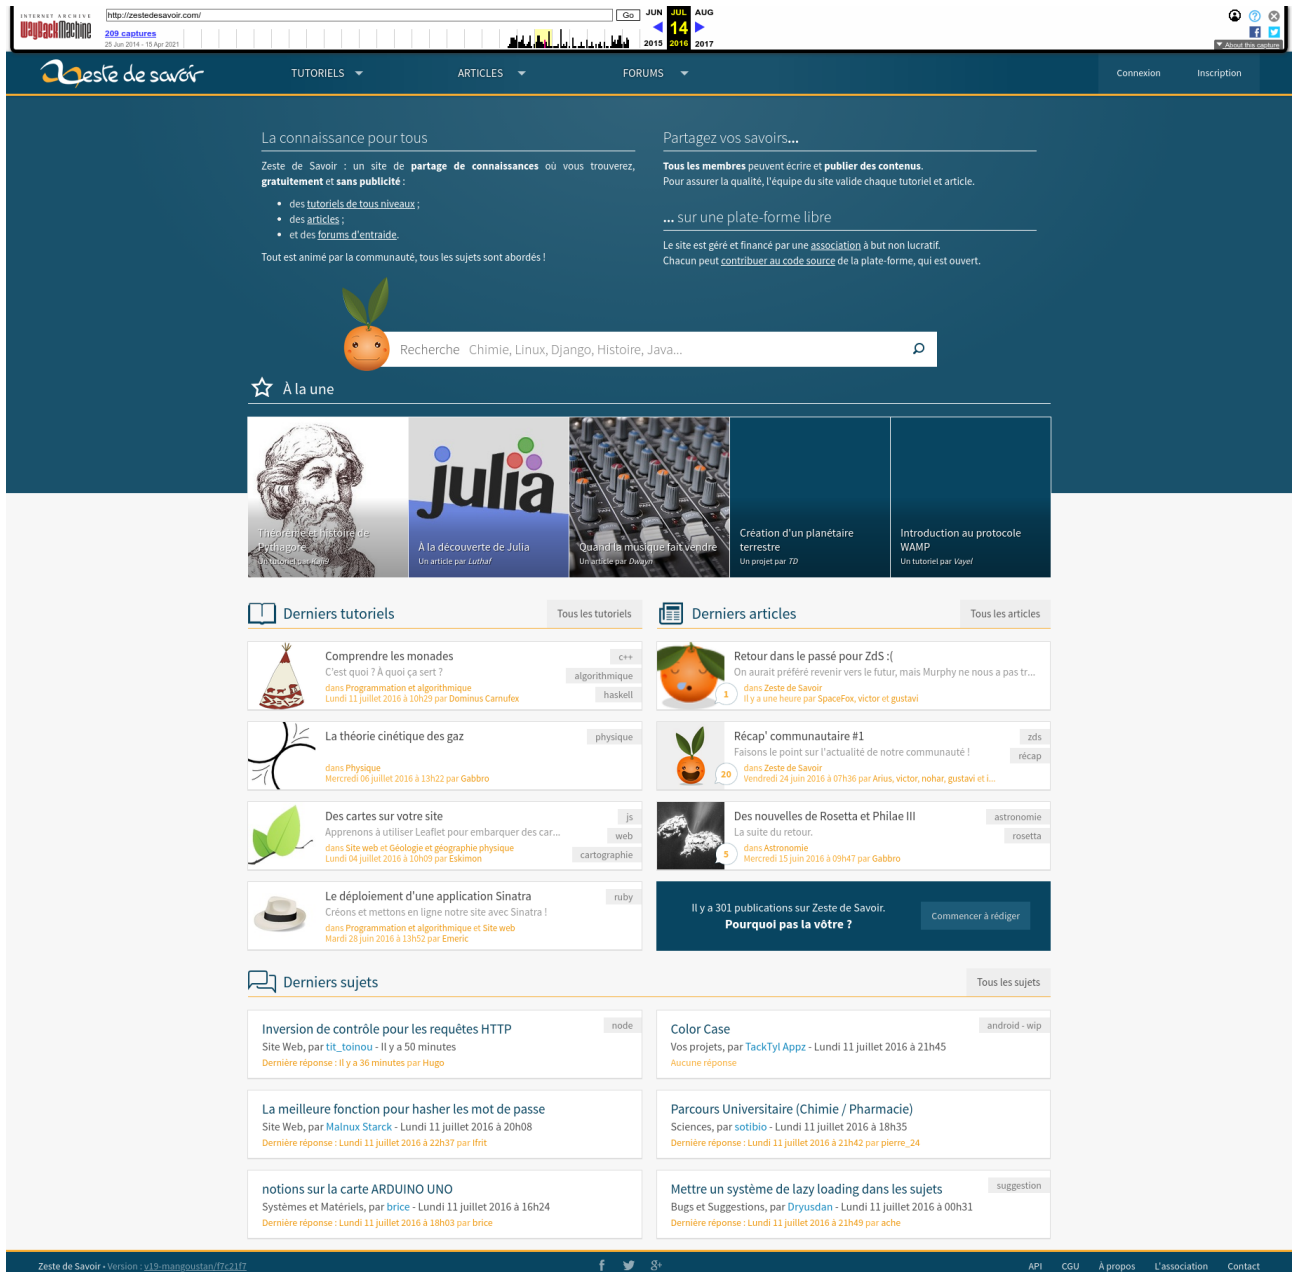 INTERNET ARCHIVE
WayBackMachine
http://zestedesavoir.com/
Go
JUN JUL AUG
209 captures
14
25 Jun 2014 - 15 Apr 2021
2015 2016 2017
About this capture
Zeste de savoir
TUTORIELS
ARTICLES
FORUMS
Connexion
Inscription
La connaissance pour tous
Zeste de Savoir : un site de partage de connaissances où vous trouverez,
gratuitement et sans publicité :
• des tutoriels de tous niveaux ;
• des articles ;
• et des forums d'entraide.
Tout est animé par la communauté, tous les sujets sont abordés !
Partagez vos savoirs...
Tous les membres peuvent écrire et publier des contenus.
Pour assurer la qualité, l'équipe du site valide chaque tutoriel et article.
... sur une plate-forme libre
Le site est géré et financé par une association à but non lucratif.
Chacun peut contribuer au code source de la plate-forme, qui est ouvert.
Recherche Chimie, Linux, Django, Histoire, Java...
À la une
Théorème et histoire de
Pythagore
Un tutoriel par Kaji9
julia
À la découverte de Julia
Un article par Luthaf
Quand la musique fait vendre
Un article par Dwayn
Création d'un planétaire
terrestre
Un projet par TD
Introduction au protocole
WAMP
Un tutoriel par Vayel
Derniers tutoriels
Tous les tutoriels
Comprendre les monades
C'est quoi ? À quoi ça sert ?
dans Programmation et algorithmique
Lundi 11 juillet 2016 à 10h29 par Dominus Carnufex
c++
algorithmique
haskell
La théorie cinétique des gaz
dans Physique
Mercredi 06 juillet 2016 à 13h22 par Gabbro
physique
Des cartes sur votre site
Apprenons à utiliser Leaflet pour embarquer des car...
dans Site web et Géologie et géographie physique
Lundi 04 juillet 2016 à 10h09 par Eskimon
js
web
cartographie
Le déploiement d'une application Sinatra
Créons et mettons en ligne notre site avec Sinatra !
dans Programmation et algorithmique et Site web
Mardi 28 juin 2016 à 13h52 par Emeric
ruby
Derniers articles
Tous les articles
Retour dans le passé pour ZdS :(
On aurait préféré revenir vers le futur, mais Murphy ne nous a pas tr...
dans Zeste de Savoir
Il y a une heure par SpaceFox, victor et gustavi
1
Récap' communautaire #1
Faisons le point sur l'actualité de notre communauté !
dans Zeste de Savoir
Vendredi 24 juin 2016 à 07h36 par Arius, victor, nohar, gustavi et i...
20
zds
récap
Des nouvelles de Rosetta et Philae III
La suite du retour.
dans Astronomie
Mercredi 15 juin 2016 à 09h47 par Gabbro
5
astronomie
rosetta
Il y a 301 publications sur Zeste de Savoir.
Pourquoi pas la vôtre ?
Commencer à rédiger
Derniers sujets
Tous les sujets
Inversion de contrôle pour les requêtes HTTP
Site Web, par tit_toinou - Il y a 50 minutes
Dernière réponse : Il y a 36 minutes par Hugo
node
Color Case
Vos projets, par TackTyl Appz - Lundi 11 juillet 2016 à 21h45
Aucune réponse
android - wip
La meilleure fonction pour hasher les mot de passe
Site Web, par Malnux Starck - Lundi 11 juillet 2016 à 20h08
Dernière réponse : Lundi 11 juillet 2016 à 22h37 par Ifrit
Parcours Universitaire (Chimie / Pharmacie)
Sciences, par sotibio - Lundi 11 juillet 2016 à 18h35
Dernière réponse : Lundi 11 juillet 2016 à 21h42 par pierre_24
notions sur la carte ARDUINO UNO
Systèmes et Matériels, par brice - Lundi 11 juillet 2016 à 16h24
Dernière réponse : Lundi 11 juillet 2016 à 18h03 par brice
Mettre un système de lazy loading dans les sujets
Bugs et Suggestions, par Dryusdan - Lundi 11 juillet 2016 à 00h31
Dernière réponse : Lundi 11 juillet 2016 à 21h49 par ache
suggestion
Zeste de Savoir • Version : v19-mangoustan/f7c21f7
API
CGU
À propos
L'association
Contact